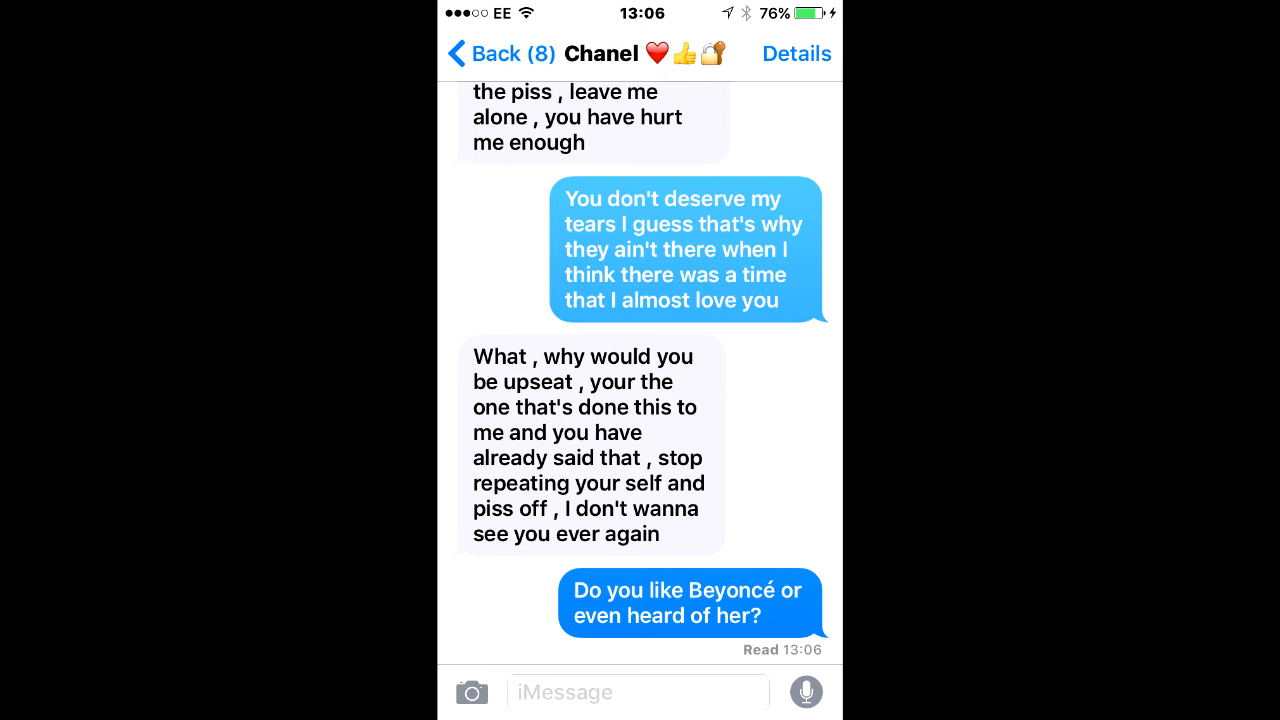 EE 13:06 76%
Back (8) Chanel ❤️👍🔐 Details
the piss , leave me
alone , you have hurt
me enough
You don't deserve my
tears I guess that's why
they ain't there when I
think there was a time
that I almost love you
What , why would you
be upseat , your the
one that's done this to
me and you have
already said that , stop
repeating your self and
piss off , I don't wanna
see you ever again
Do you like Beyoncé or
even heard of her?
Read 13:06
iMessage